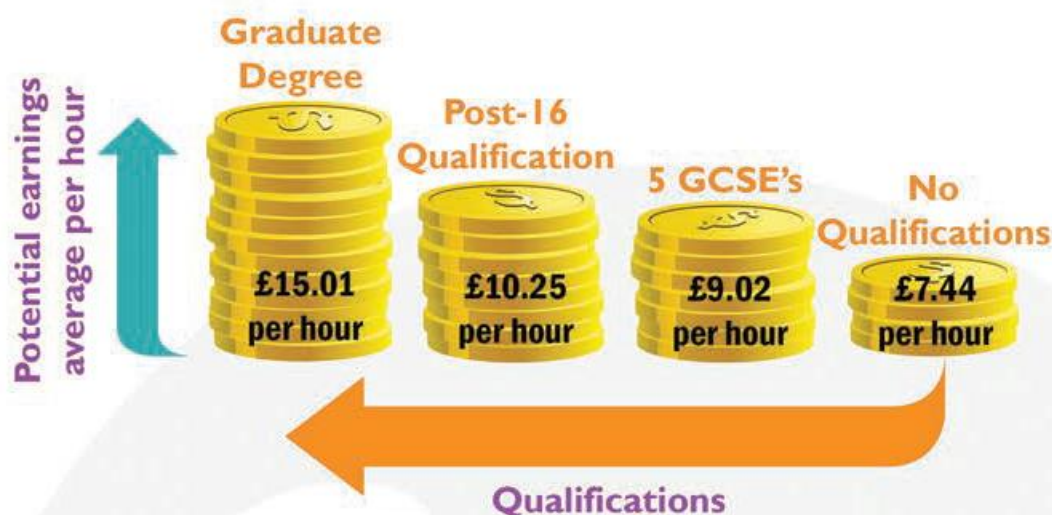 Potential earnings
average per hour
Graduate
Degree
£15.01
per hour
Post-16
Qualification
£10.25
per hour
5 GCSE's
£9.02
per hour
No
Qualifications
£7.44
per hour
Qualifications